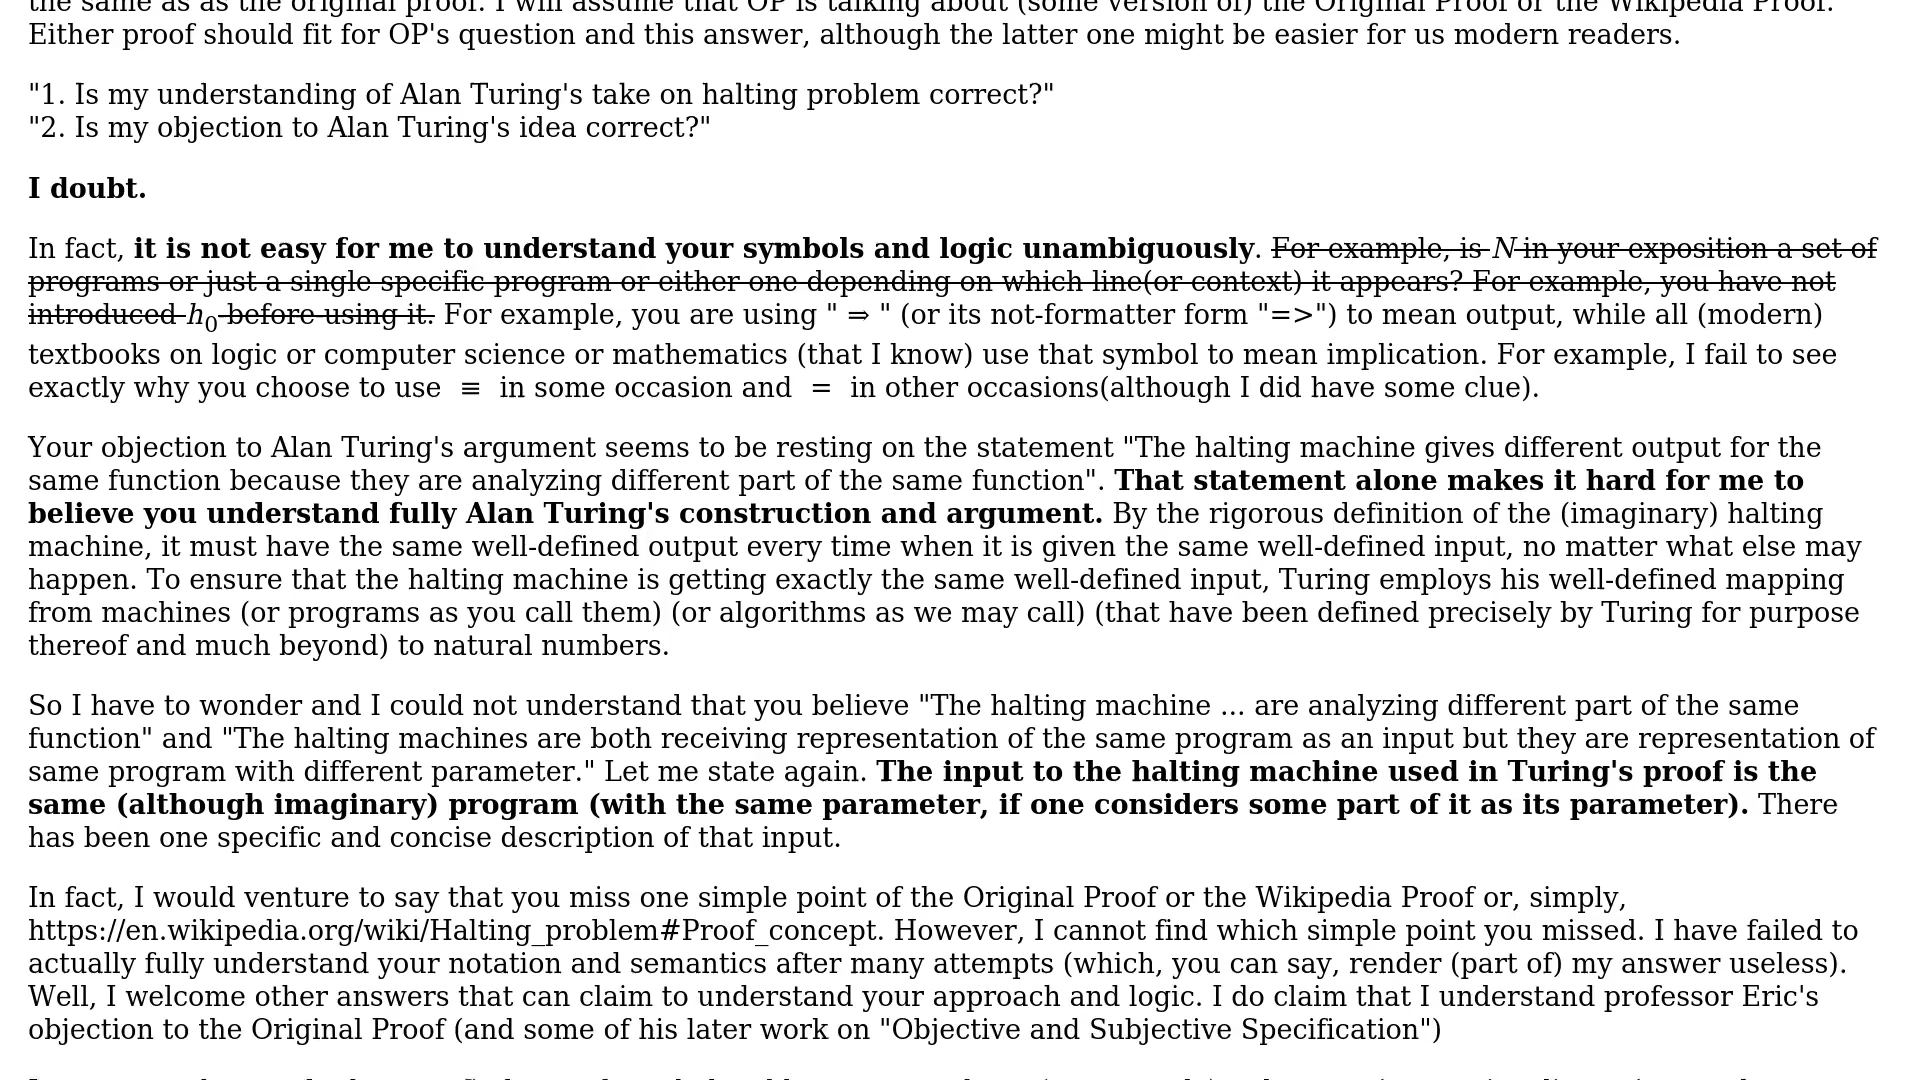 the same as as the original proof. I will assume that OP is talking about (some version of) the Original Proof or the Wikipedia Proof.
Either proof should fit for OP's question and this answer, although the latter one might be easier for us modern readers.
"1. Is my understanding of Alan Turing's take on halting problem correct?"
"2. Is my objection to Alan Turing's idea correct?"
I doubt.
In fact, it is not easy for me to understand your symbols and logic unambiguously. For example, is N in your exposition a set of
programs or just a single specific program or either one depending on which line(or context) it appears? For example, you have not
introduced h0 before using it. For example, you are using " ⇒ " (or its not-formatter form "=>") to mean output, while all (modern)
textbooks on logic or computer science or mathematics (that I know) use that symbol to mean implication. For example, I fail to see
exactly why you choose to use ≡ in some occasion and = in other occasions(although I did have some clue).
Your objection to Alan Turing's argument seems to be resting on the statement "The halting machine gives different output for the
same function because they are analyzing different part of the same function". That statement alone makes it hard for me to
believe you understand fully Alan Turing's construction and argument. By the rigorous definition of the (imaginary) halting
machine, it must have the same well-defined output every time when it is given the same well-defined input, no matter what else may
happen. To ensure that the halting machine is getting exactly the same well-defined input, Turing employs his well-defined mapping
from machines (or programs as you call them) (or algorithms as we may call) (that have been defined precisely by Turing for purpose
thereof and much beyond) to natural numbers.
So I have to wonder and I could not understand that you believe "The halting machine ... are analyzing different part of the same
function" and "The halting machines are both receiving representation of the same program as an input but they are representation of
same program with different parameter." Let me state again. The input to the halting machine used in Turing's proof is the
same (although imaginary) program (with the same parameter, if one considers some part of it as its parameter). There
has been one specific and concise description of that input.
In fact, I would venture to say that you miss one simple point of the Original Proof or the Wikipedia Proof or, simply,
https://en.wikipedia.org/wiki/Halting_problem#Proof_concept. However, I cannot find which simple point you missed. I have failed to
actually fully understand your notation and semantics after many attempts (which, you can say, render (part of) my answer useless).
Well, I welcome other answers that can claim to understand your approach and logic. I do claim that I understand professor Eric's
objection to the Original Proof (and some of his later work on "Objective and Subjective Specification")